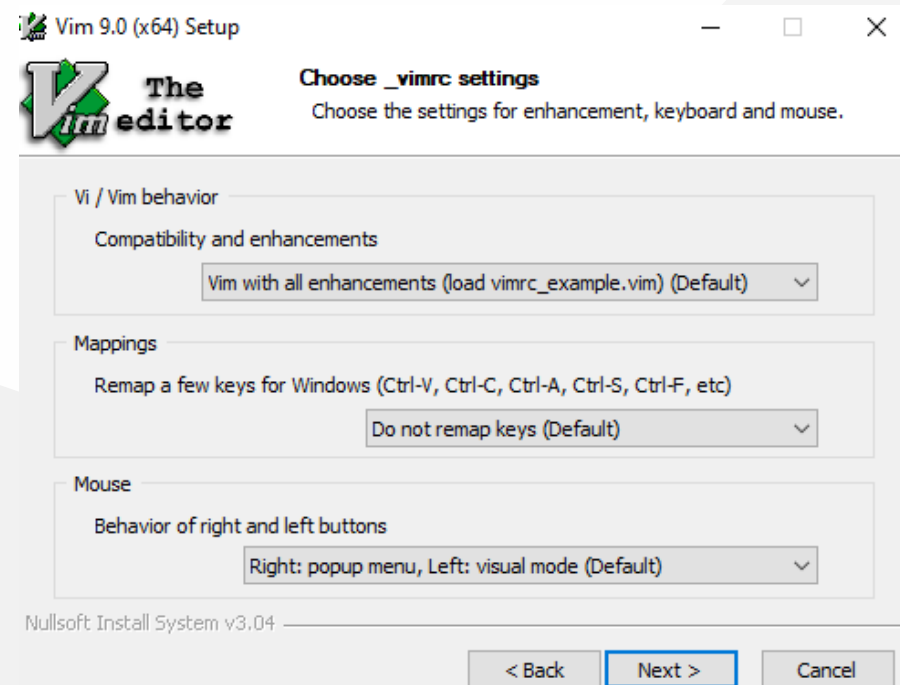 Vim 9.0 (x64) Setup
Vim
The
editor
Choose _vimrc settings
Choose the settings for enhancement, keyboard and mouse.
Vi / Vim behavior
Compatibility and enhancements
Vim with all enhancements (load vimrc_example.vim) (Default)
Mappings
Remap a few keys for Windows (Ctrl-V, Ctrl-C, Ctrl-A, Ctrl-S, Ctrl-F, etc)
Do not remap keys (Default)
Mouse
Behavior of right and left buttons
Right: popup menu, Left: visual mode (Default)
Nullsoft Install System v3.04
< Back Next > Cancel